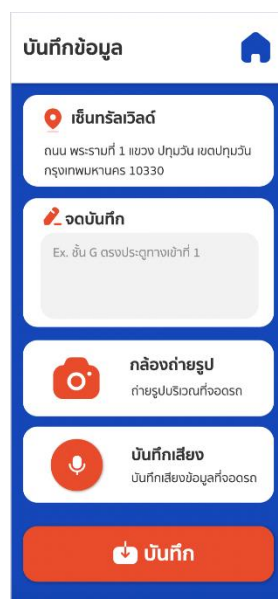 บันทึกข้อมูล
เซ็นทรัลเวิลด์
ถนน พระรามที่ 1 แขวง ปทุมวัน เขตปทุมวัน
กรุงเทพมหานคร 10330
จดบันทึก
Ex. ชั้น G ตรงประตูทางเข้าที่ 1
กล้องถ่ายรูป
ถ่ายรูปบริเวณที่จอดรถ
บันทึกเสียง
บันทึกเสียงข้อมูลที่จอดรถ
บันทึก